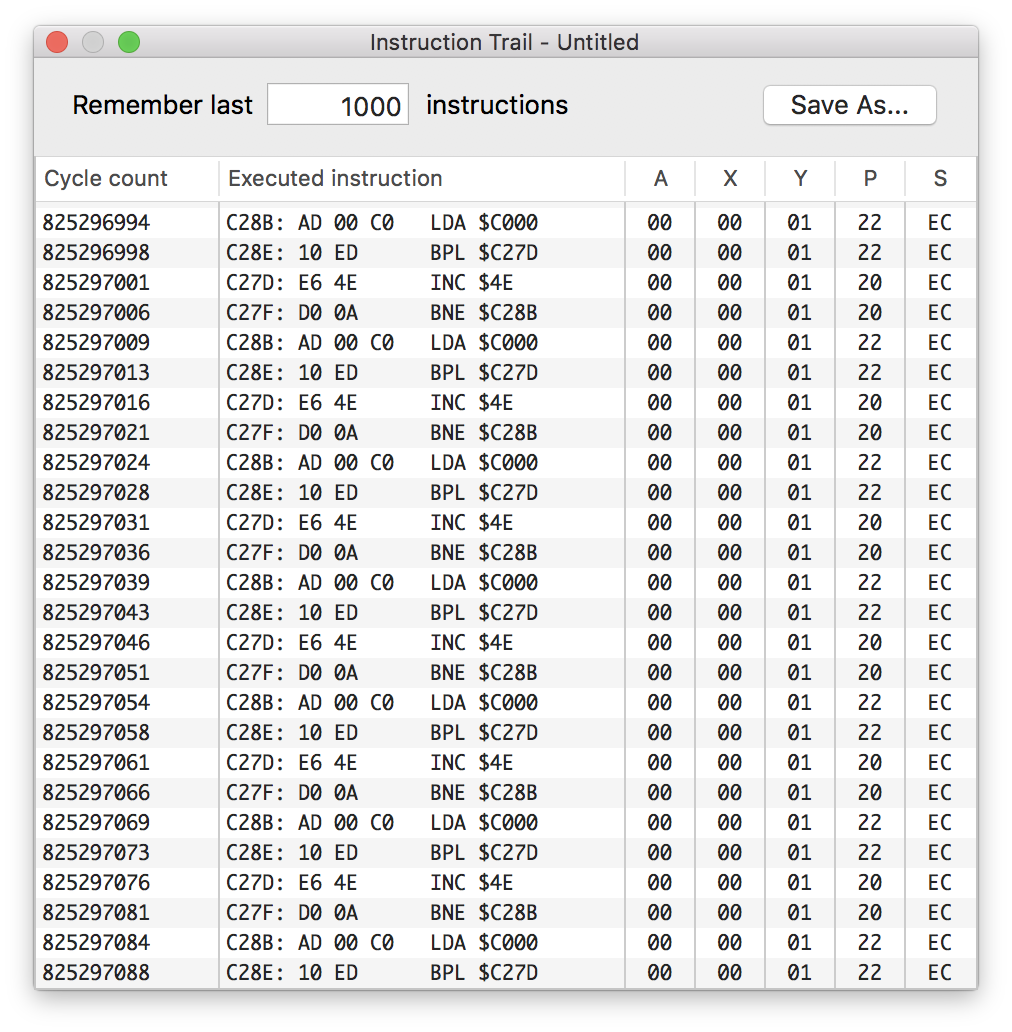 Instruction Trail - Untitled
Remember last 1000 instructions Save As...
Cycle count Executed instruction A X Y P S
825296994 C28B: AD 00 C0 LDA $C000 00 00 01 22 EC
825296998 C28E: 10 ED BPL $C27D 00 00 01 22 EC
825297001 C27D: E6 4E INC $4E 00 00 01 20 EC
825297006 C27F: D0 0A BNE $C28B 00 00 01 20 EC
825297009 C28B: AD 00 C0 LDA $C000 00 00 01 22 EC
825297013 C28E: 10 ED BPL $C27D 00 00 01 22 EC
825297016 C27D: E6 4E INC $4E 00 00 01 20 EC
825297021 C27F: D0 0A BNE $C28B 00 00 01 20 EC
825297024 C28B: AD 00 C0 LDA $C000 00 00 01 22 EC
825297028 C28E: 10 ED BPL $C27D 00 00 01 22 EC
825297031 C27D: E6 4E INC $4E 00 00 01 20 EC
825297036 C27F: D0 0A BNE $C28B 00 00 01 20 EC
825297039 C28B: AD 00 C0 LDA $C000 00 00 01 22 EC
825297043 C28E: 10 ED BPL $C27D 00 00 01 22 EC
825297046 C27D: E6 4E INC $4E 00 00 01 20 EC
825297051 C27F: D0 0A BNE $C28B 00 00 01 20 EC
825297054 C28B: AD 00 C0 LDA $C000 00 00 01 22 EC
825297058 C28E: 10 ED BPL $C27D 00 00 01 22 EC
825297061 C27D: E6 4E INC $4E 00 00 01 20 EC
825297066 C27F: D0 0A BNE $C28B 00 00 01 20 EC
825297069 C28B: AD 00 C0 LDA $C000 00 00 01 22 EC
825297073 C28E: 10 ED BPL $C27D 00 00 01 22 EC
825297076 C27D: E6 4E INC $4E 00 00 01 20 EC
825297081 C27F: D0 0A BNE $C28B 00 00 01 20 EC
825297084 C28B: AD 00 C0 LDA $C000 00 00 01 22 EC
825297088 C28E: 10 ED BPL $C27D 00 00 01 22 EC